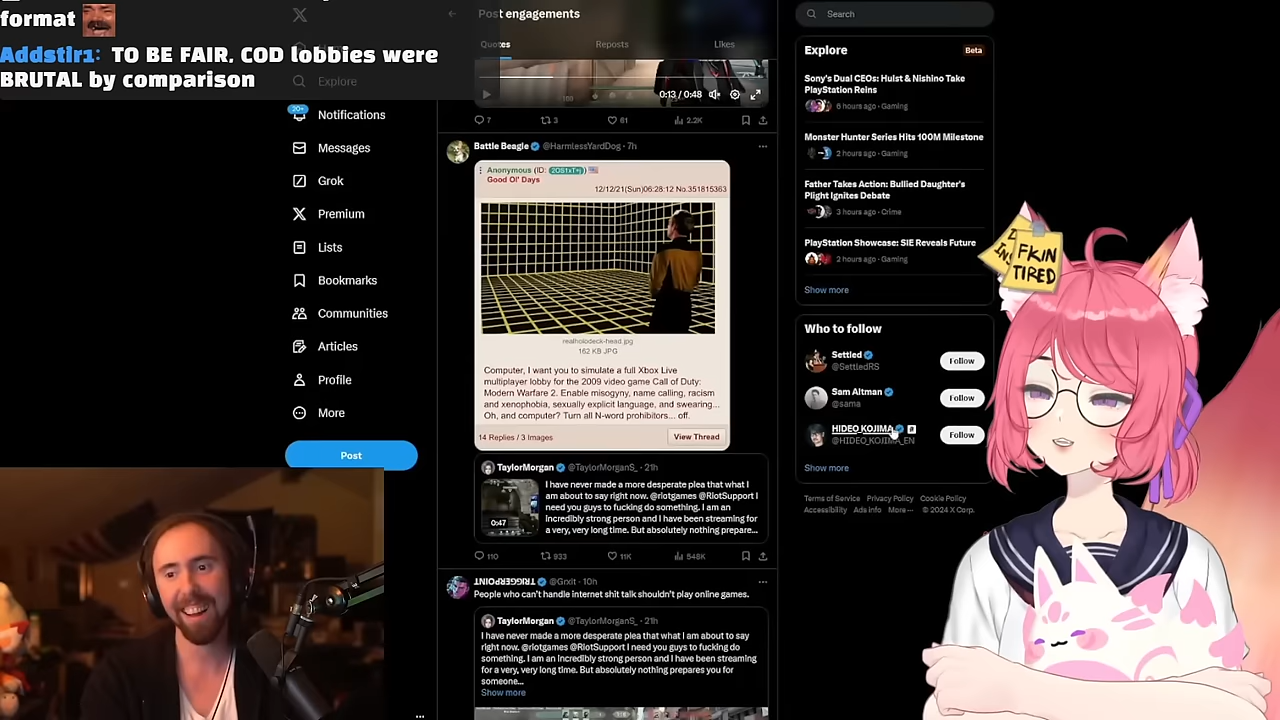 format
Addstir1: TO BE FAIR. COD lobbies were
BRUTAL by comparison
Explore
Notifications
20+
Messages
Grok
Premium
Lists
Bookmarks
Communities
Articles
Profile
More
Post
Post engagements
Quotes
Reposts
Likes
0:13 / 0:48
7
3
61
2.2K
Battle Beagle @HarmlessYardDog · 7h
Anonymous (ID:
Good Ol' Days
12/12/21(Sun)06:28:12 No.351815363
realholodeck-head.jpg
162 KB JPG
Computer, I want you to simulate a full Xbox Live
multiplayer lobby for the 2009 video game Call of Duty:
Modern Warfare 2. Enable misogyny, name calling, racism
and xenophobia, sexually explicit language, and swearing...
Oh, and computer? Turn all N-word prohibitors... off.
14 Replies / 3 Images
View Thread
TaylorMorgan @TaylorMorganS_ · 21h
I have never made a more desperate plea that what I
am about to say right now. @riotgames @RiotSupport I
need you guys to fucking do something. I am an
incredibly strong person and I have been streaming for
a very, very long time. But absolutely nothing prepare...
0:47
110
933
11K
548K
@Grxit · 10h
People who can't handle internet shit talk shouldn't play online games.
TaylorMorgan @TaylorMorganS_ · 21h
I have never made a more desperate plea that what I am about to say
right now. @riotgames @RiotSupport I need you guys to fucking do
something. I am an incredibly strong person and I have been streaming
for a very, very long time. But absolutely nothing prepares you for
someone...
Show more
Search
Explore
Beta
Sony's Dual CEOs: Hulst & Nishino Take
PlayStation Reins
6 hours ago · Gaming
Monster Hunter Series Hits 100M Milestone
2 hours ago · Gaming
Father Takes Action: Bullied Daughter's
Plight Ignites Debate
3 hours ago · Crime
PlayStation Showcase: SIE Reveals Future
2 hours ago · Gaming
Show more
Who to follow
Settled
@SettledRS
Follow
Sam Altman
@sama
Follow
HIDEO_KOJIMA
@HIDEO_KOJIMA_EN
Follow
Show more
Terms of Service Privacy Policy Cookie Policy
Accessibility Ads info More... © 2024 X Corp.
FKIN
TIRED